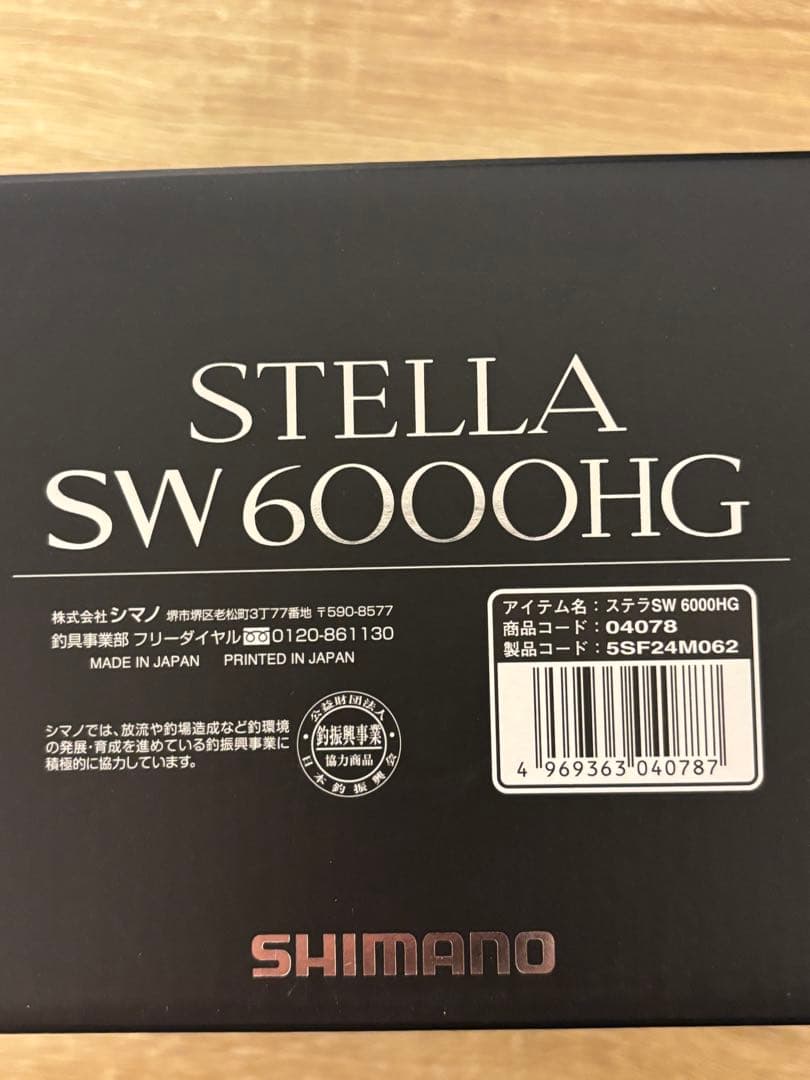 STELLA
SW 6000HG
株式会社 シマノ 堺市堺区老松町3丁77番地 〒590-8577
釣具事業部 フリーダイヤル 0120-861130
MADE IN JAPAN PRINTED IN JAPAN
シマノでは、放流や釣場造成など釣環境
の発展・育成を進めている釣振興事業に
積極的に協力しています。
公益財団法人
釣振興事業
協力商品
日本釣振興会
アイテム名：ステラSW 6000HG
商品コード：04078
製品コード：5SF24M062
4 969363 040787
SHIMANO